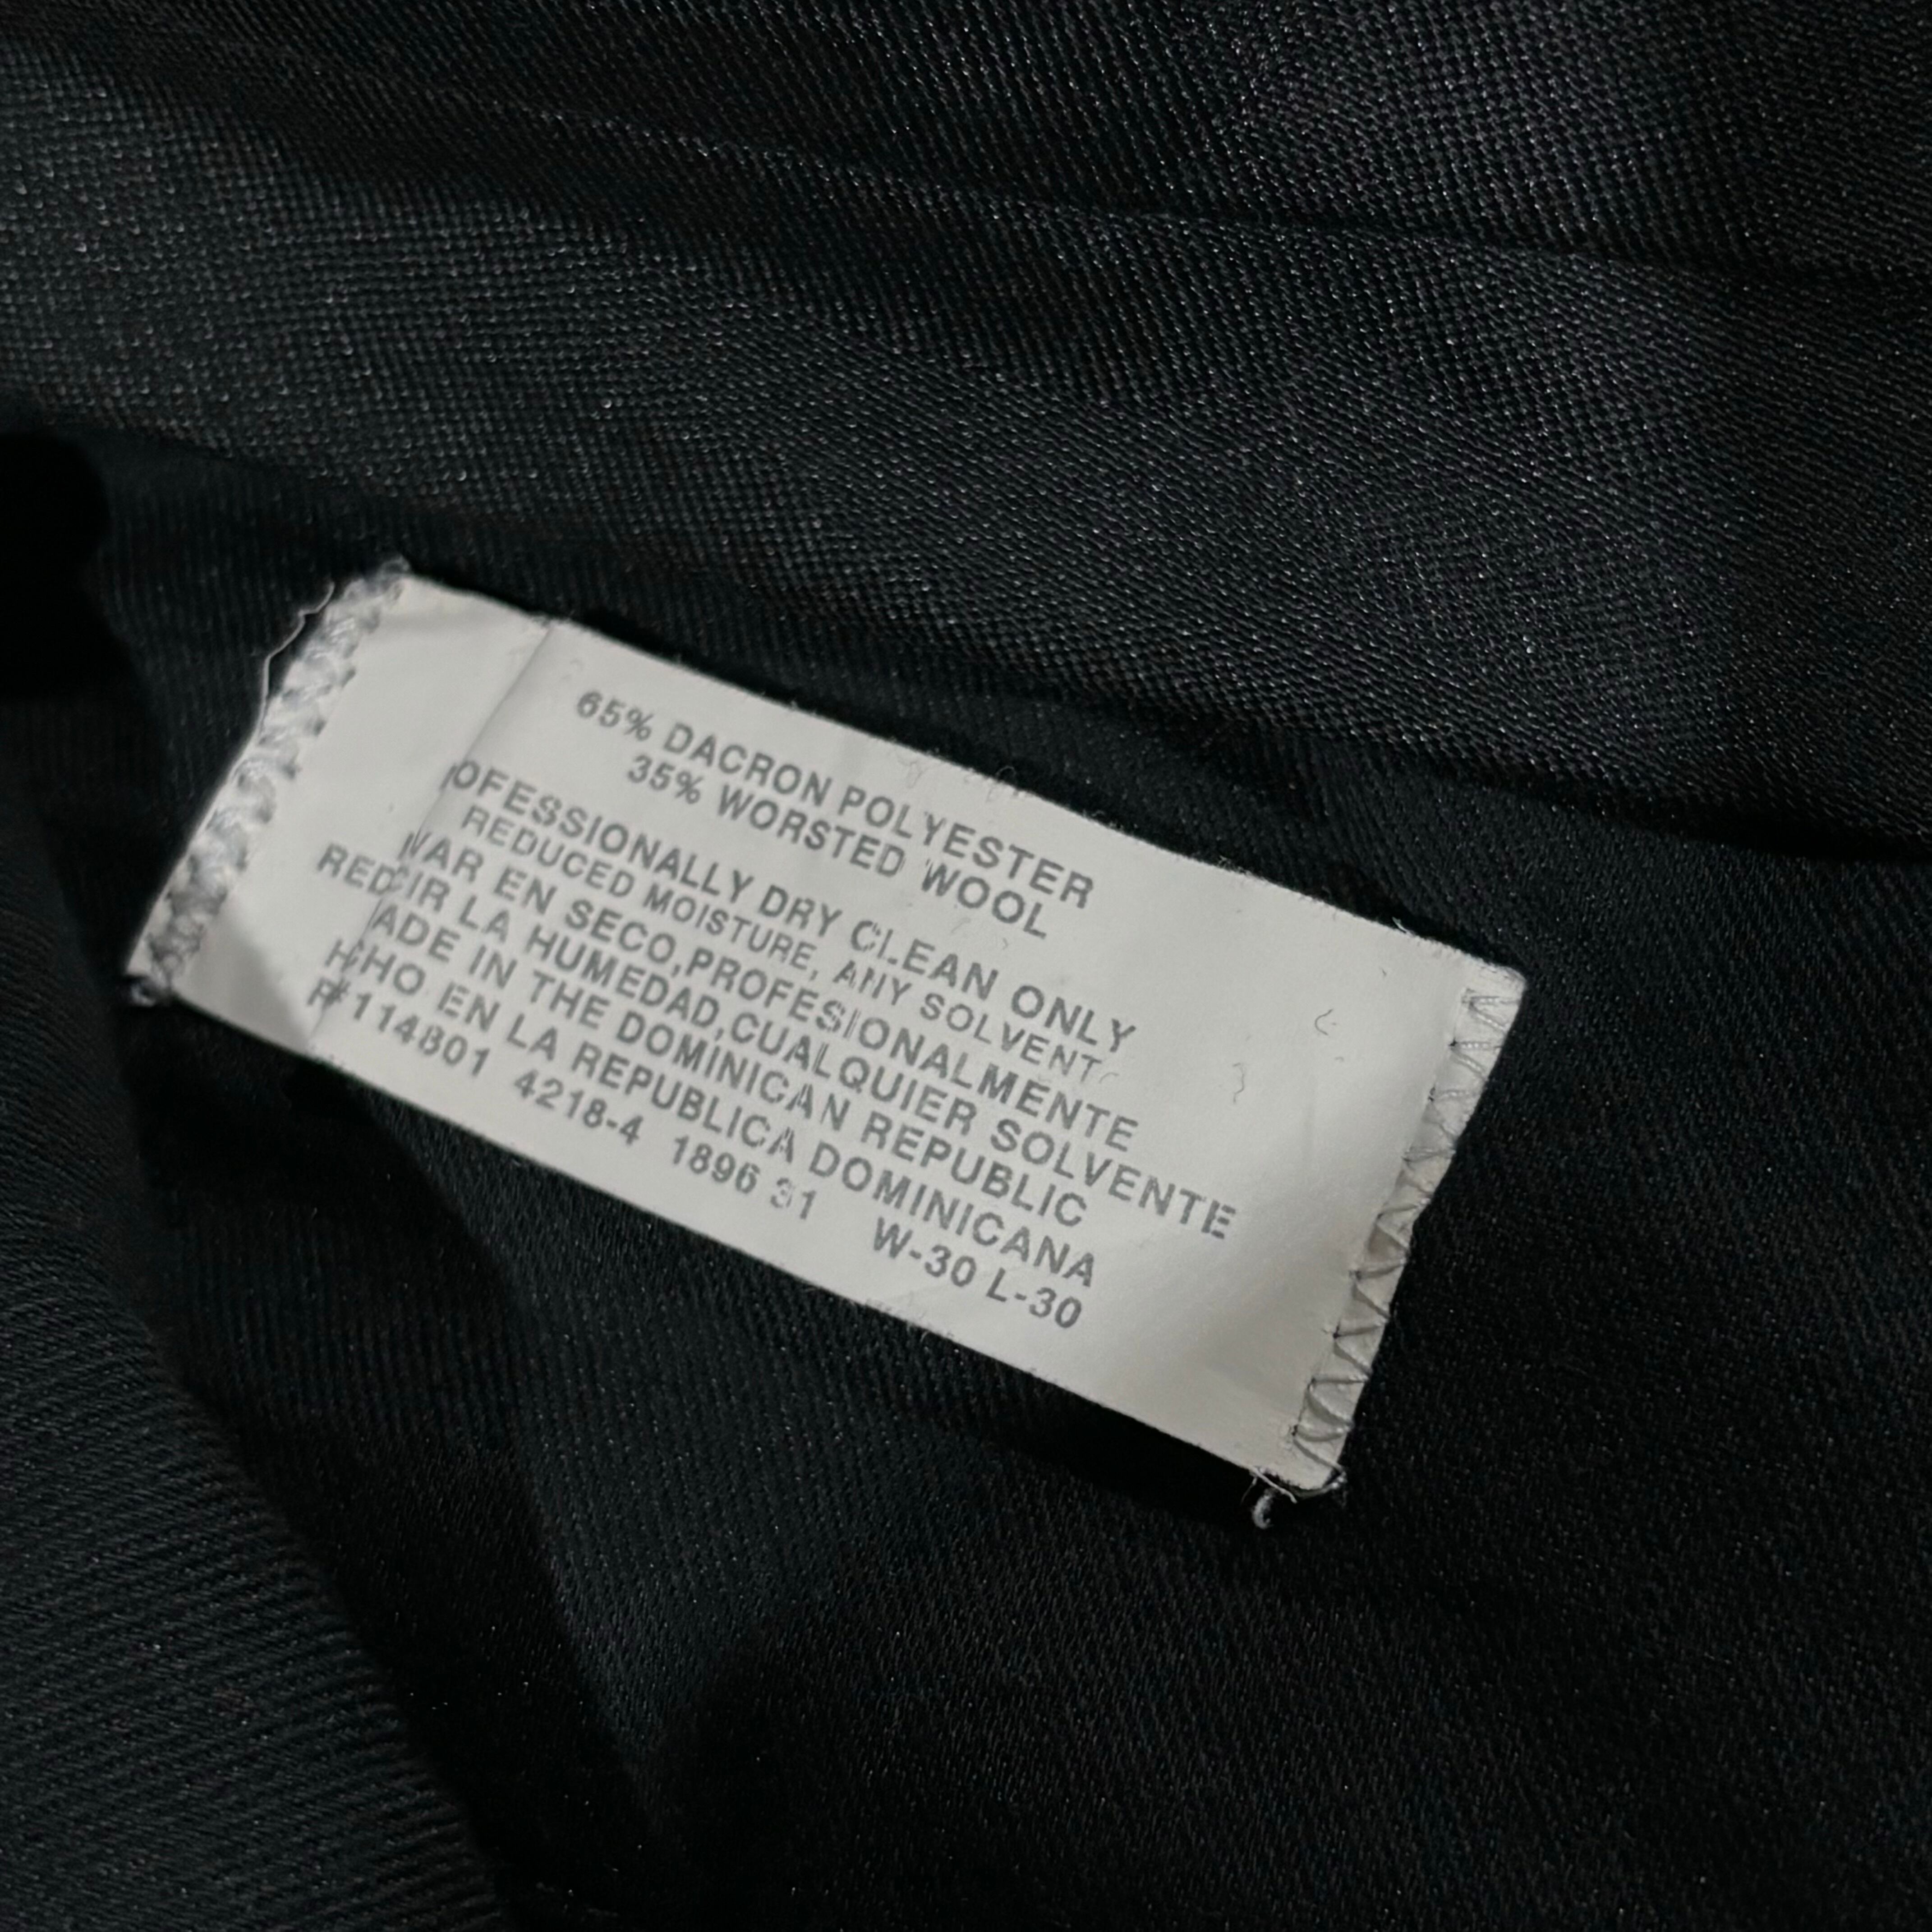 65% DACRON POLYESTER
35% WORSTED WOOL
OFESSIONALLY DRY CLEAN ONLY
REDUCED MOISTURE, ANY SOLVENT
VAR EN SECO,PROFESIONALMENTE
REDCIR LA HUMEDAD,CUALQUIER SOLVENTE
ADE IN THE DOMINICAN REPUBLIC
HHO EN LA REPUBLICA DOMINICANA
#114801 4218-4 1896 31 W-30 L-30